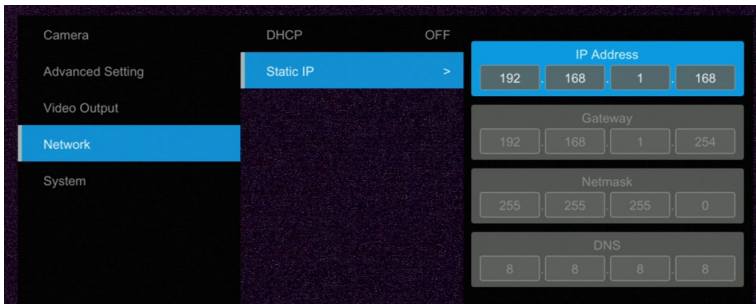 Camera
Advanced Setting
Video Output
Network
System
DHCP OFF
Static IP >
IP Address
192 . 168 . 1 . 168
Gateway
192 . 168 . 1 . 254
Netmask
255 . 255 . 255 . 0
DNS
8 . 8 . 8 . 8